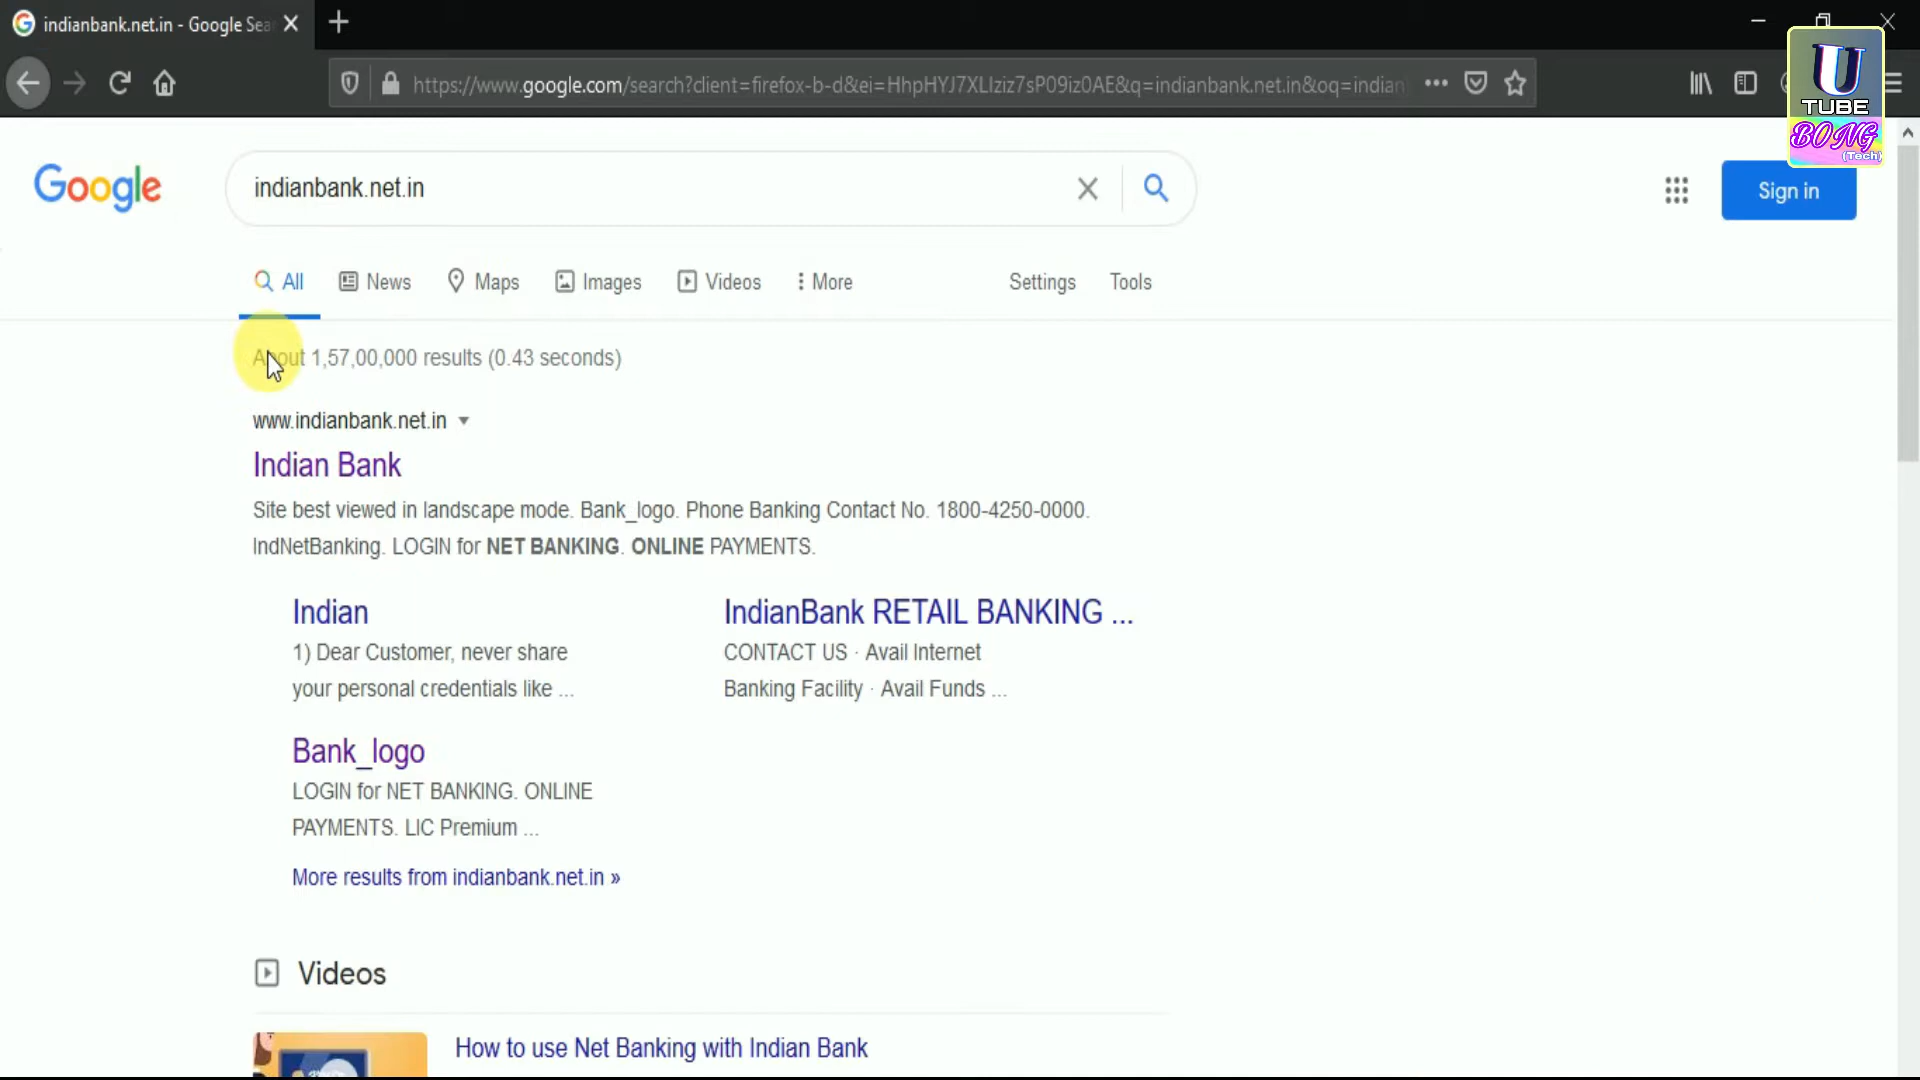 indianbank.net.in - Google Sea
https://www.google.com/search?client=firefox-b-d&ei=HhpHYJ7XLIziz7sP09iz0AE&q=indianbank.net.in&oq=indian
U
TUBE
BONG
(Tech)
Google
indianbank.net.in
Sign in
All
News
Maps
Images
Videos
More
Settings
Tools
About 1,57,00,000 results (0.43 seconds)
www.indianbank.net.in
Indian Bank
Site best viewed in landscape mode. Bank_logo. Phone Banking Contact No. 1800-4250-0000.
IndNetBanking. LOGIN for NET BANKING. ONLINE PAYMENTS.
Indian
1) Dear Customer, never share
your personal credentials like ...
IndianBank RETAIL BANKING ...
CONTACT US · Avail Internet
Banking Facility · Avail Funds ...
Bank_logo
LOGIN for NET BANKING. ONLINE
PAYMENTS. LIC Premium ...
More results from indianbank.net.in »
Videos
How to use Net Banking with Indian Bank